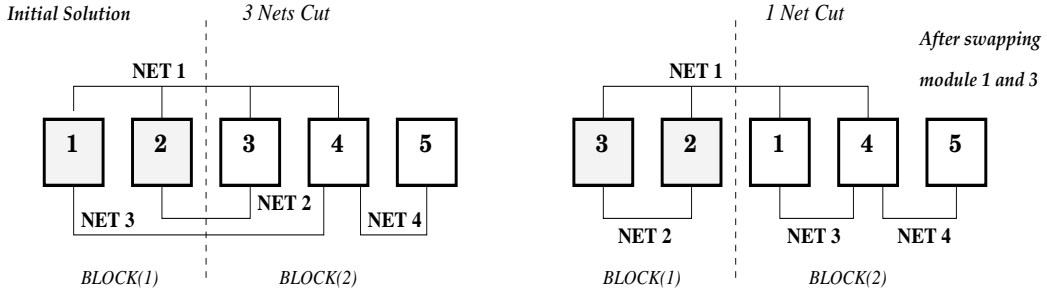 Initial Solution
3 Nets Cut
NET 1
1
2
3
4
5
NET 2
NET 3
NET 4
BLOCK(1)
BLOCK(2)
1 Net Cut
After swapping
module 1 and 3
NET 1
3
2
1
4
5
NET 2
NET 3
NET 4
BLOCK(1)
BLOCK(2)